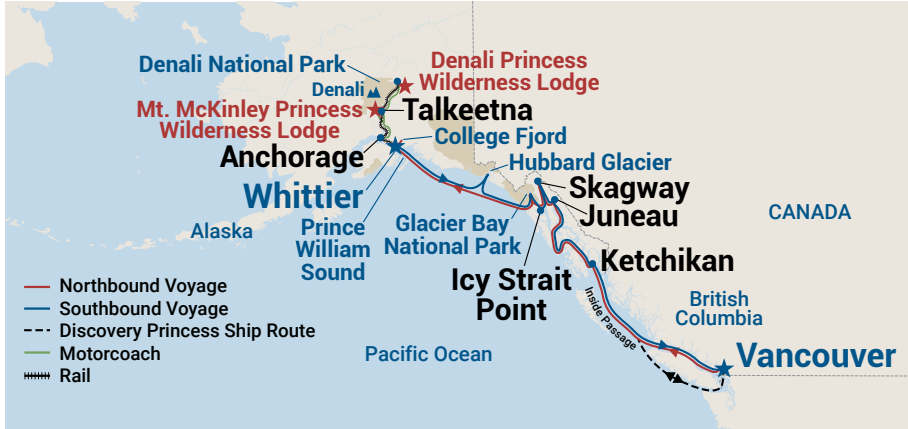 Denali National Park
Denali Princess
Wilderness Lodge
Denali
Mt. McKinley Princess
Wilderness Lodge
Talkeetna
College Fjord
Anchorage
Hubbard Glacier
Whittier
Skagway
Juneau
Alaska
Prince
William
Sound
Glacier Bay
National Park
CANADA
Icy Strait
Point
Ketchikan
Northbound Voyage
Southbound Voyage
Discovery Princess Ship Route
Motorcoach
Rail
Inside Passage
British
Columbia
Pacific Ocean
Vancouver